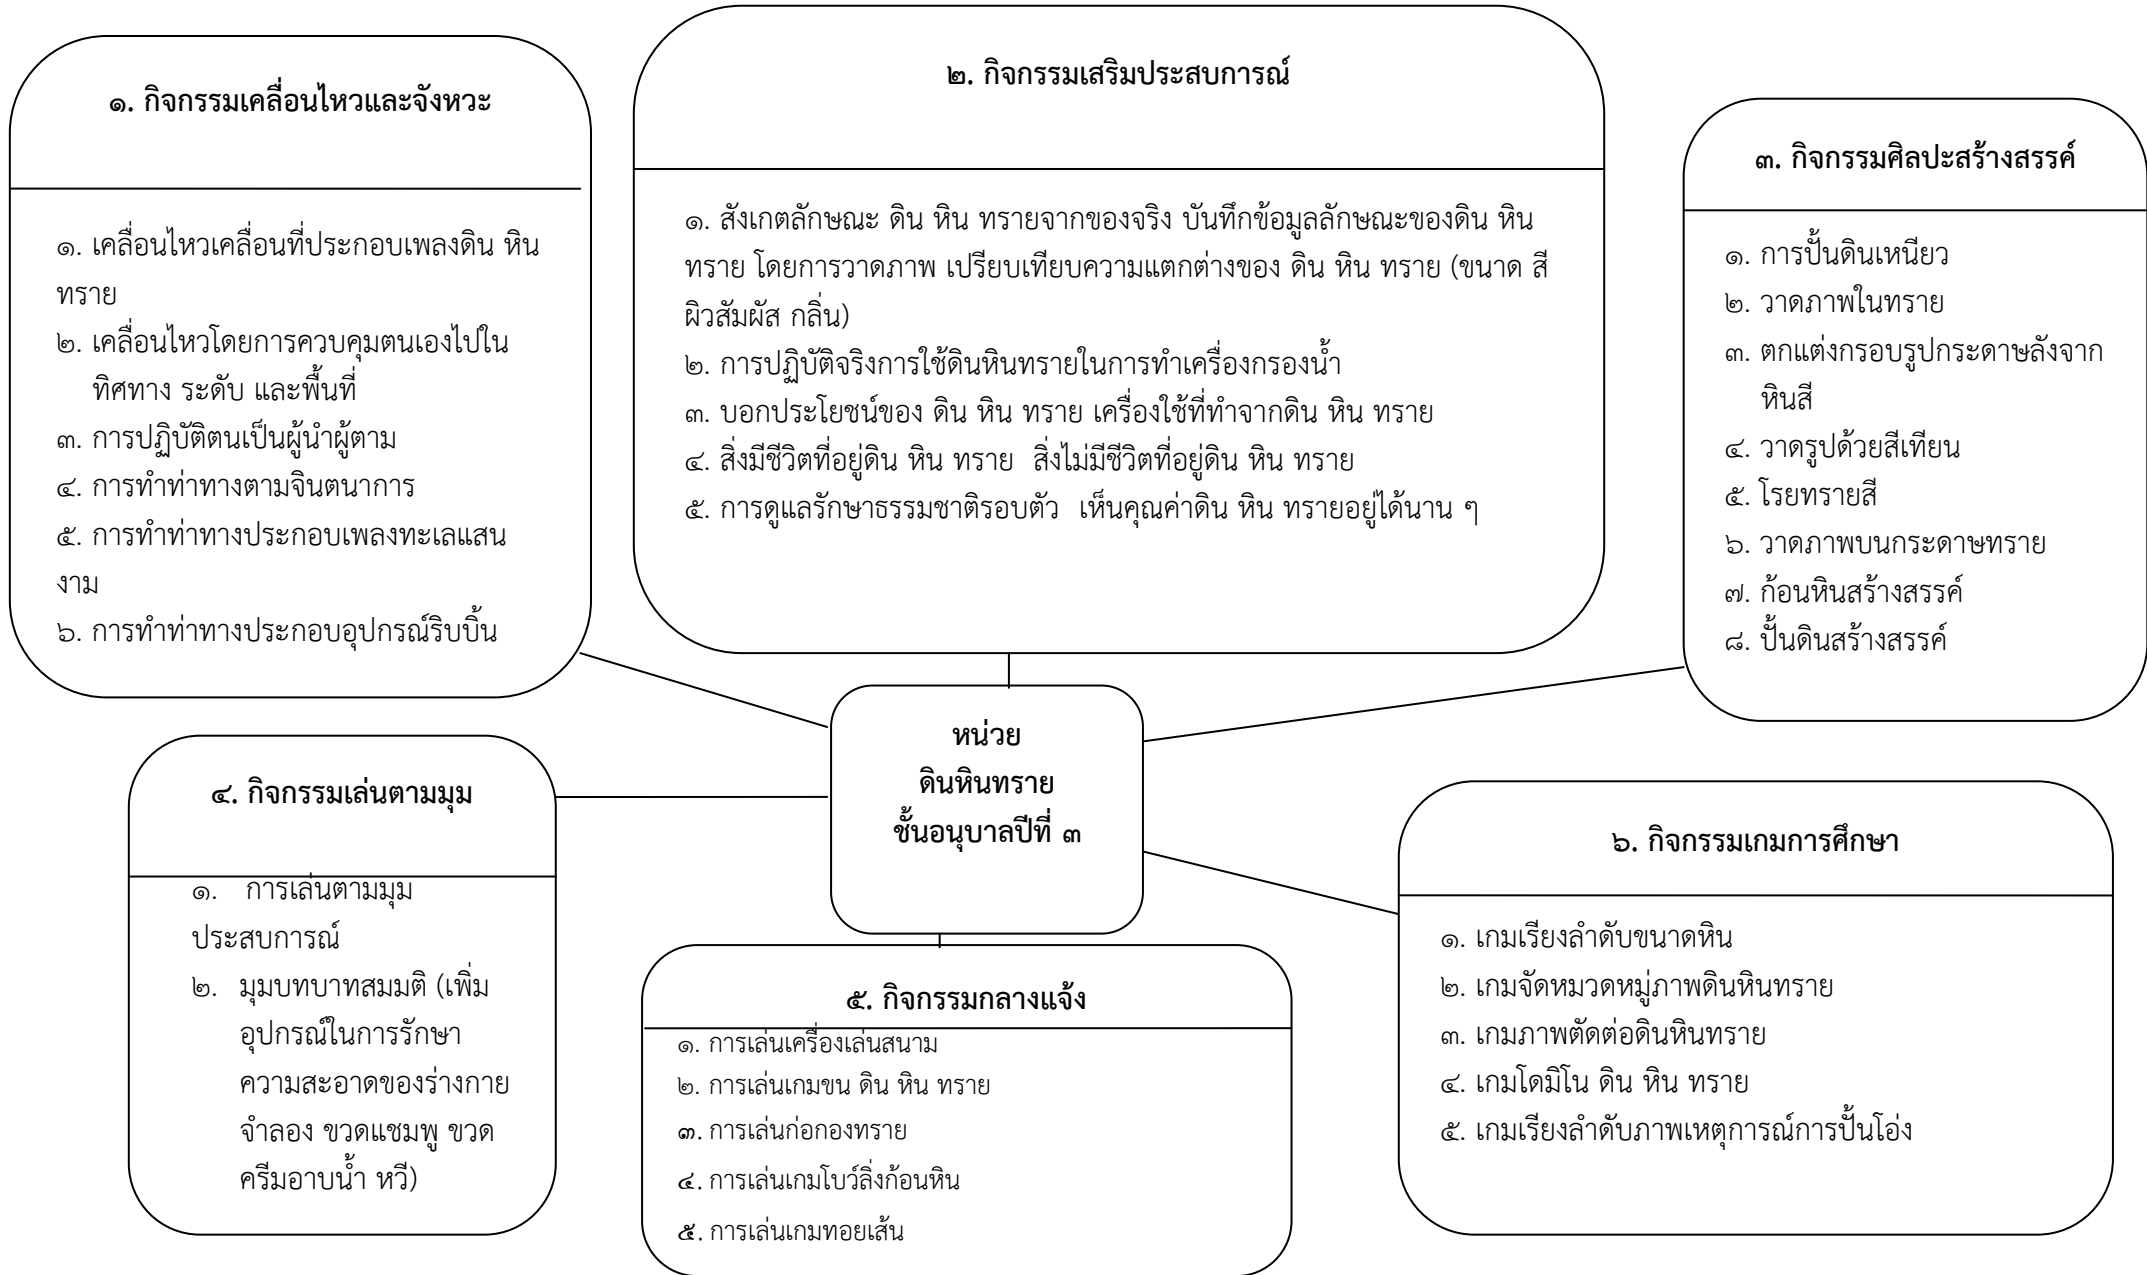 ๑. กิจกรรมเคลื่อนไหวและจังหวะ
๑. เคลื่อนไหวเคลื่อนที่ประกอบเพลงดิน หิน
ทราย
๒. เคลื่อนไหวโดยการควบคุมตนเองไปใน
ทิศทาง ระดับ และพื้นที่
๓. การปฏิบัติตนเป็นผู้นำผู้ตาม
๔. การทำท่าทางตามจินตนาการ
๕. การทำท่าทางประกอบเพลงทะเลแสน
งาม
๖. การทำท่าทางประกอบอุปกรณ์ริบบิ้น
๒. กิจกรรมเสริมประสบการณ์
๑. สังเกตลักษณะ ดิน หิน ทรายจากของจริง บันทึกข้อมูลลักษณะของดิน หิน
ทราย โดยการวาดภาพ เปรียบเทียบความแตกต่างของ ดิน หิน ทราย (ขนาด สี
ผิวสัมผัส กลิ่น)
๒. การปฏิบัติจริงการใช้ดินหินทรายในการทำเครื่องกรองน้ำ
๓. บอกประโยชน์ของ ดิน หิน ทราย เครื่องใช้ที่ทำจากดิน หิน ทราย
๔. สิ่งมีชีวิตที่อยู่ดิน หิน ทราย  สิ่งไม่มีชีวิตที่อยู่ดิน หิน ทราย
๕. การดูแลรักษาธรรมชาติรอบตัว  เห็นคุณค่าดิน หิน ทรายอยู่ได้นาน ๆ
๓. กิจกรรมศิลปะสร้างสรรค์
๑. การปั้นดินเหนียว
๒. วาดภาพในทราย
๓. ตกแต่งกรอบรูปกระดาษลังจาก
หินสี
๔. วาดรูปด้วยสีเทียน
๕. โรยทรายสี
๖. วาดภาพบนกระดาษทราย
๗. ก้อนหินสร้างสรรค์
๘. ปั้นดินสร้างสรรค์
หน่วย
ดินหินทราย
ชั้นอนุบาลปีที่ ๓
๔. กิจกรรมเล่นตามมุม
๑. การเล่นตามมุม
ประสบการณ์
๒. มุมบทบาทสมมติ (เพิ่ม
อุปกรณ์ในการรักษา
ความสะอาดของร่างกาย
จำลอง ขวดแชมพู ขวด
ครีมอาบน้ำ หวี)
๕. กิจกรรมกลางแจ้ง
๑. การเล่นเครื่องเล่นสนาม
๒. การเล่นเกมขน ดิน หิน ทราย
๓. การเล่นก่อกองทราย
๔. การเล่นเกมโบว์ลิ่งก้อนหิน
๕. การเล่นเกมทอยเส้น
๖. กิจกรรมเกมการศึกษา
๑. เกมเรียงลำดับขนาดหิน
๒. เกมจัดหมวดหมู่ภาพดินหินทราย
๓. เกมภาพตัดต่อดินหินทราย
๔. เกมโดมิโน ดิน หิน ทราย
๕. เกมเรียงลำดับภาพเหตุการณ์การปั้นโอ่ง